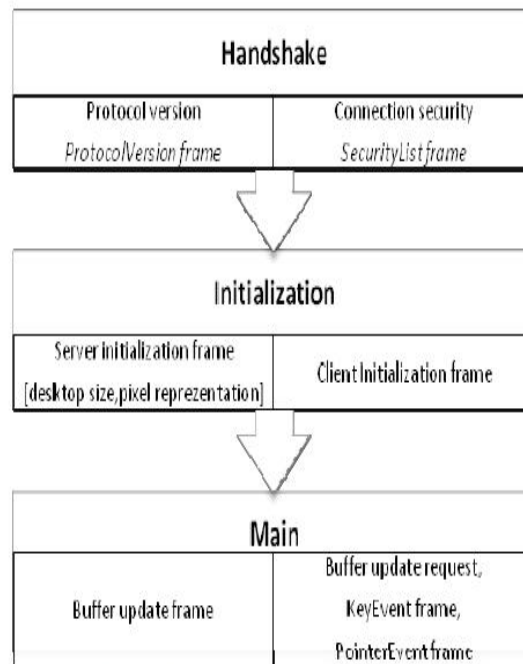 Handshake
Protocol version
ProtocolVersion frame
Connection security
SecurityList frame
Initialization
Server initialization frame
[desktop size,pixel reprezentation]
Client Initialization frame
Main
Buffer update frame
Buffer update request,
KeyEvent frame,
PointerEvent frame